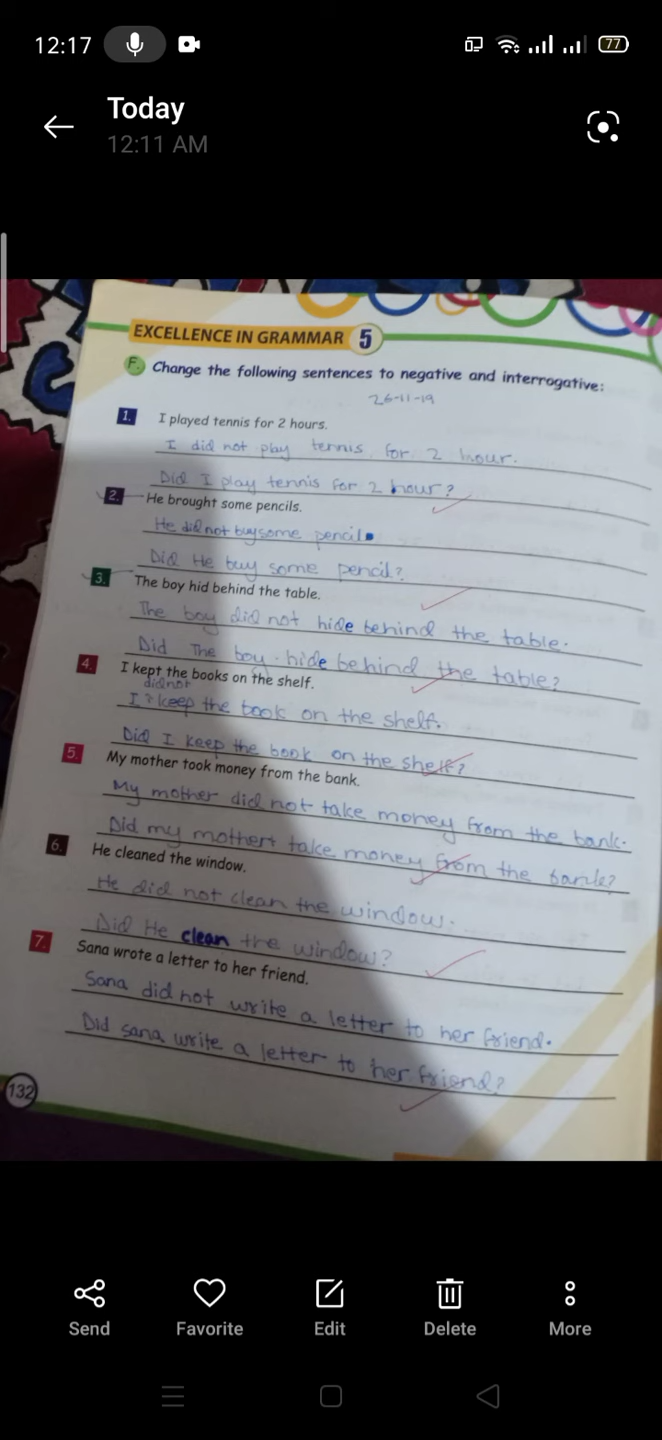 12:17
77
Today
12:11 AM
EXCELLENCE IN GRAMMAR 5
F. Change the following sentences to negative and interrogative:
26-11-19
1. I played tennis for 2 hours.
I did not play tennis for 2 hour.
Did I play tennis for 2 hour?
2. He brought some pencils.
He did not buy some pencil
Did He buy some pencil?
3. The boy hid behind the table.
The boy did not hide behind the table.
Did The boy hide behind the table?
4. I kept the books on the shelf.
did not
I keep the book on the shelf.
Did I keep the book on the shelf?
5. My mother took money from the bank.
My mother did not take money from the bank.
Did my mother take money from the bank?
6. He cleaned the window.
He did not clean the window.
Did He clean the window?
7. Sana wrote a letter to her friend.
Sana did not write a letter to her friend.
Did sana write a letter to her friend?
132
Send
Favorite
Edit
Delete
More